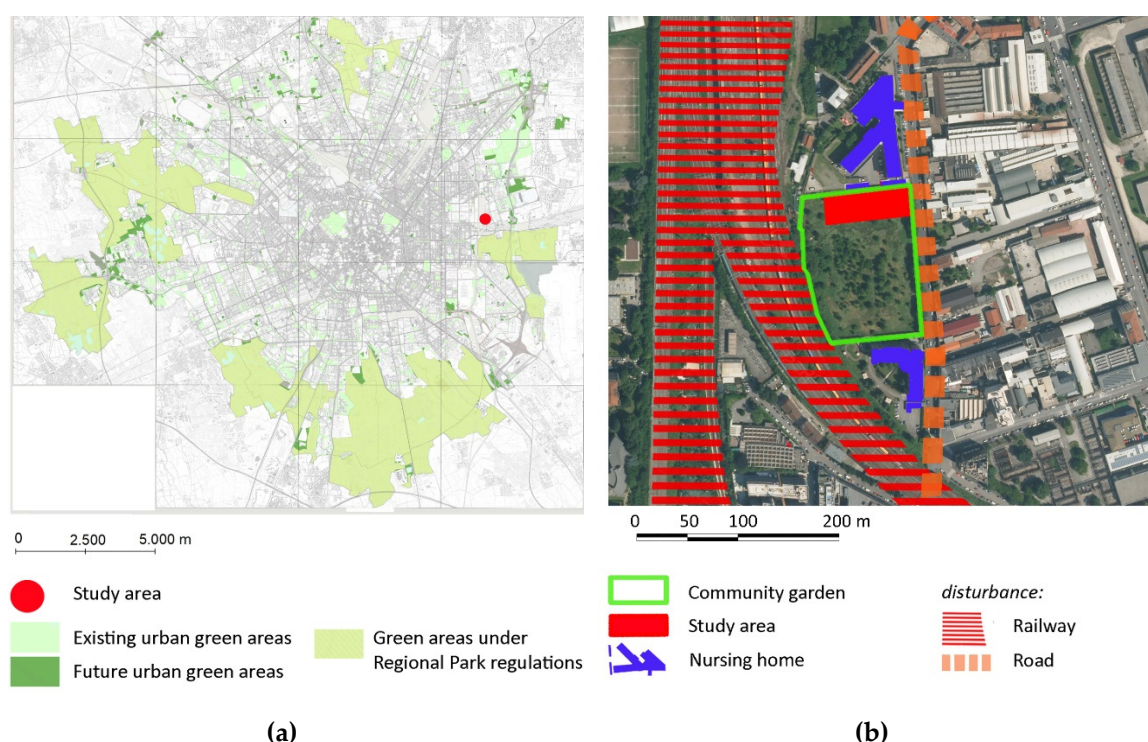 0 2.500 5.000 m
Study area
Existing urban green areas
Future urban green areas
Green areas under
Regional Park regulations
(a)
0 50 100 200 m
Community garden
Study area
Nursing home
disturbance:
Railway
Road
(b)